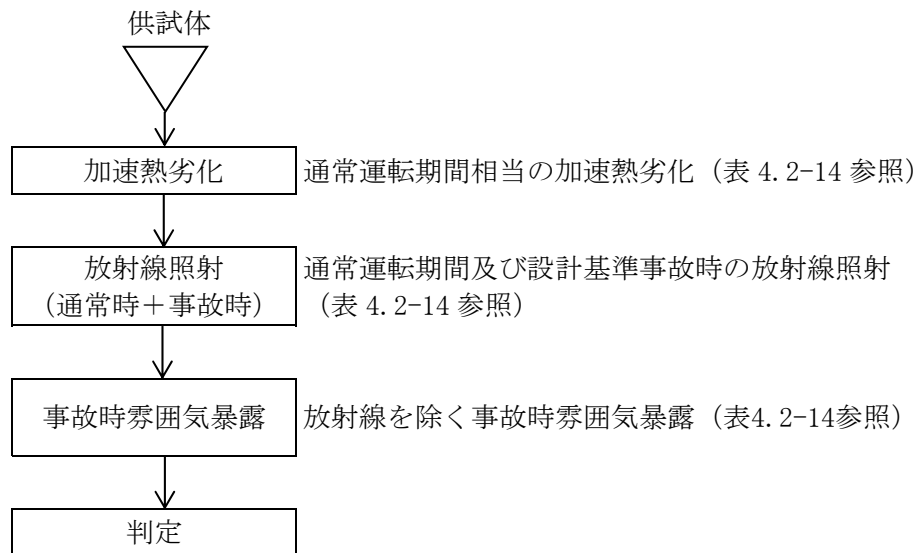 供試体
加速熱劣化
通常運転期間相当の加速熱劣化（表 4.2-14 参照）
放射線照射
（通常時＋事故時）
通常運転期間及び設計基準事故時の放射線照射
（表 4.2-14 参照）
事故時雰囲気暴露
放射線を除く事故時雰囲気暴露（表4.2-14参照）
判定